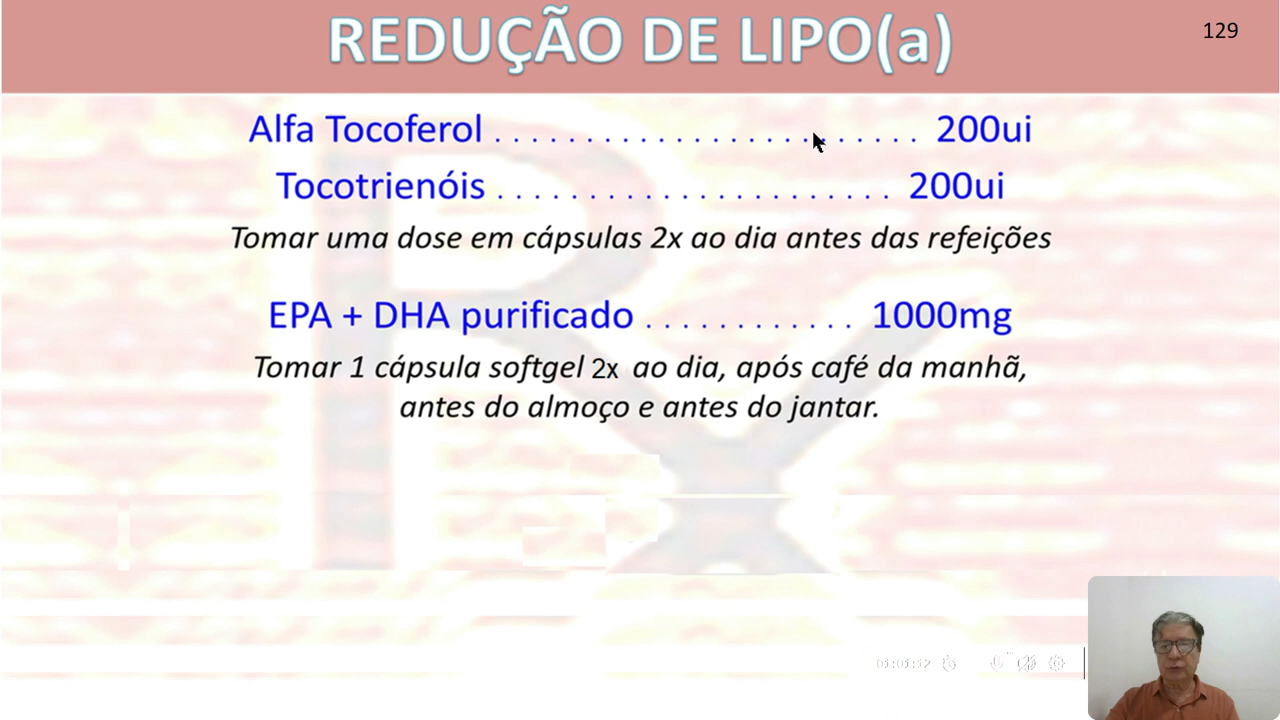 REDUÇÃO DE LIPO(a)
129
Alfa Tocoferol . . . . . . . . . . . . . . . . . . . . . . . . 200ui
Tocotrienóis . . . . . . . . . . . . . . . . . . . . . . 200ui
Tomar uma dose em cápsulas 2x ao dia antes das refeições
EPA + DHA purificado . . . . . . . . . . . . 1000mg
Tomar 1 cápsula softgel 2x ao dia, após café da manhã,
antes do almoço e antes do jantar.